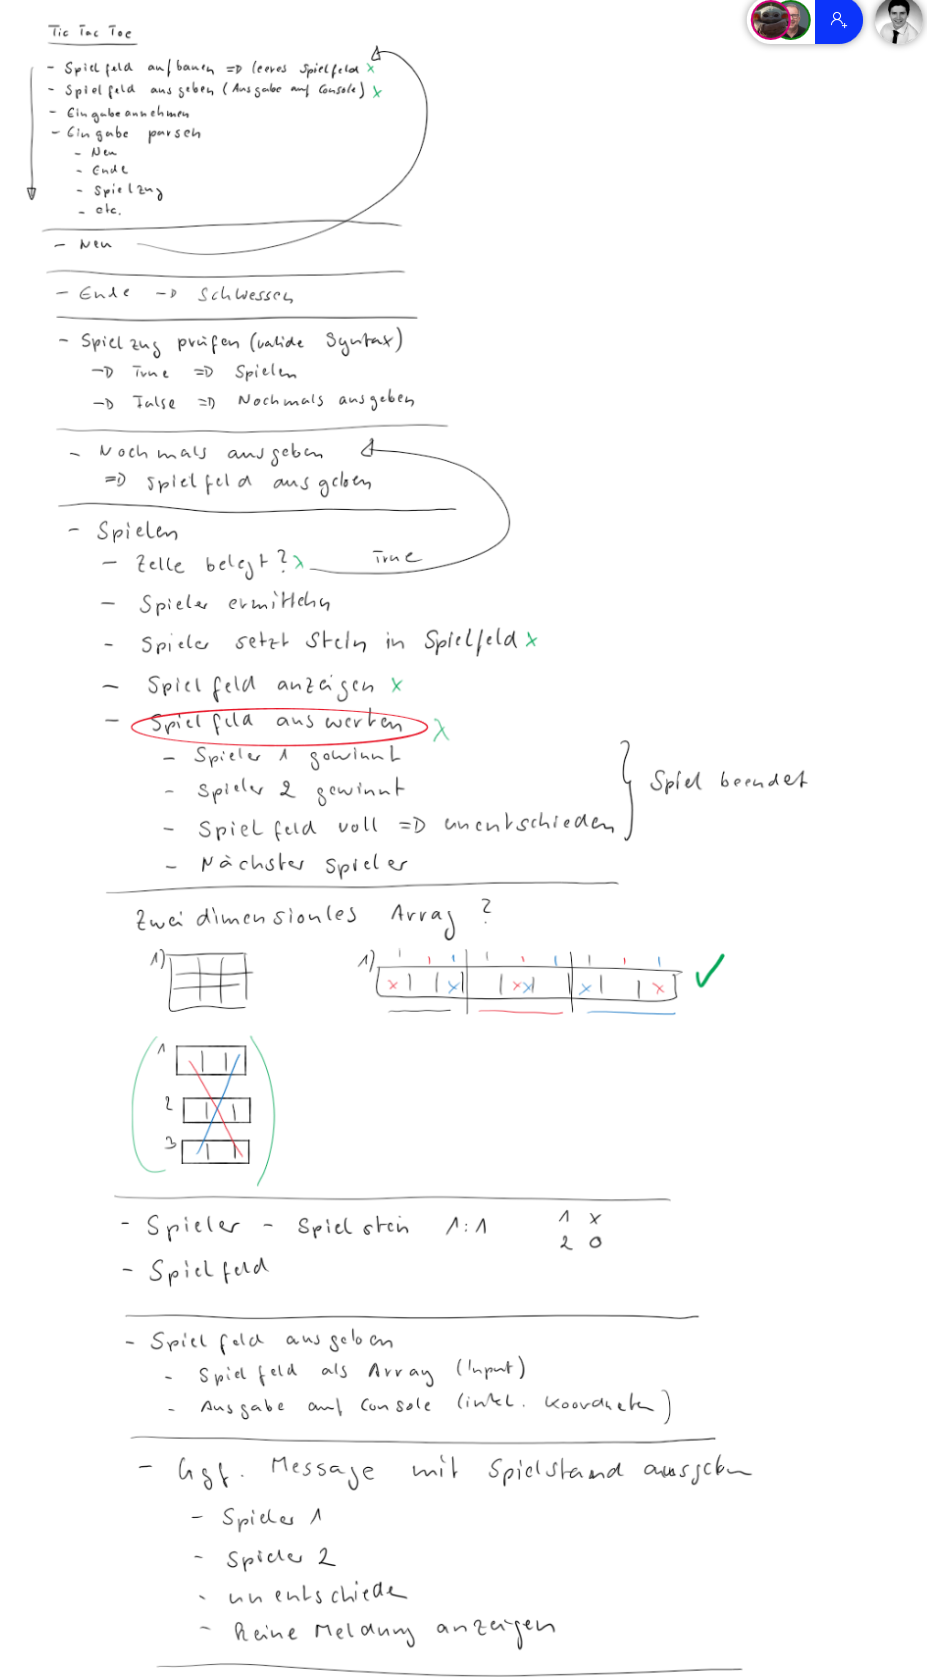 Tic Tac Toe
- Spielfeld aufbauen => leeres Spielfeld x
- Spielfeld ausgeben (Ausgabe auf Console) x
- Eingabe annehmen
- Eingabe parsen
- Neu
- Ende
- Spielzug
- etc.
- Neu
- Ende -> Schliessen
- Spielzug prüfen (valide Syntax)
-> True => Spielen
-> False => Nochmals ausgeben
- Nochmals ausgeben
=> Spielfeld ausgeben
- Spielen
- Zelle belegt? x True
- Spieler ermitteln
- Spieler setzt Stein in Spielfeld x
- Spielfeld anzeigen x
- Spielfeld auswerten x
- Spieler 1 gewinnt
- Spieler 2 gewinnt
- Spielfeld voll => unentschieden
Spiel beendet
- Nächster Spieler
Zweidimensionles Array ?
1) 1)
x x x x x x
1
2
3
- Spieler - Spielstein 1:1 1 x
2 O
- Spielfeld
- Spielfeld ausgeben
- Spielfeld als Array (Input)
- Ausgabe auf Console (inkl. Koordinaten)
- Ggf. Message mit Spielstand ausgeben
- Spieler 1
- Spieler 2
- unentschiede
- Keine Meldung anzeigen